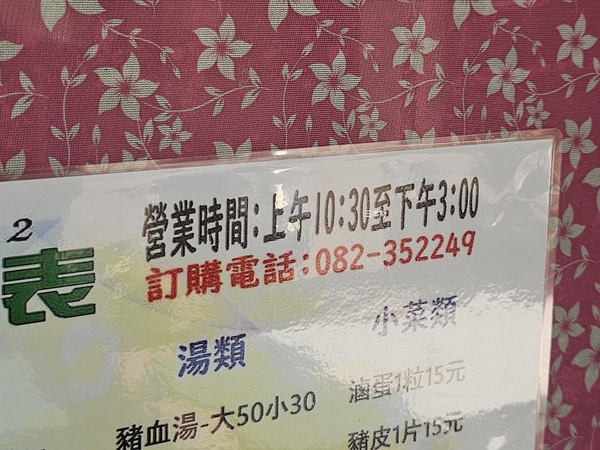 2
表
營業時間:上午10:30至下午3:00
訂購電話:082-352249
湯類
豬血湯-大50小30
小菜類
滷蛋1粒15元
豬皮1片15元